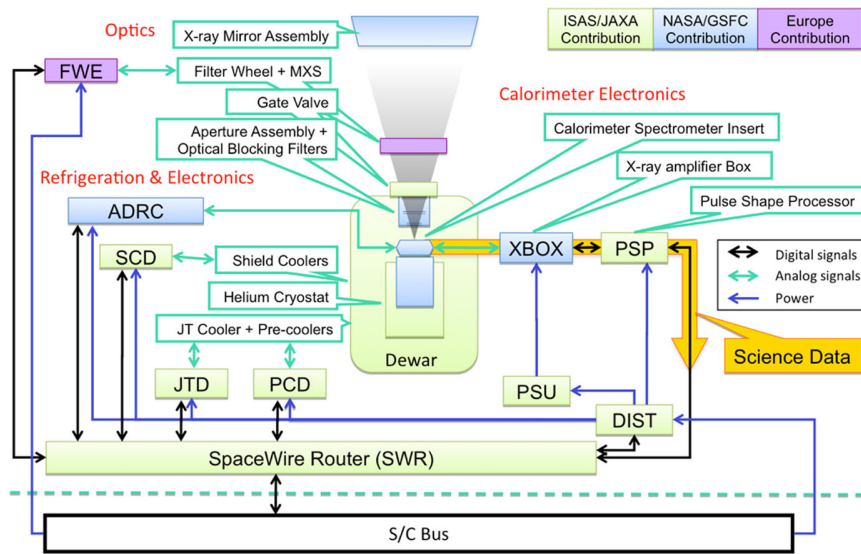 Optics
X-ray Mirror Assembly
ISAS/JAXA
Contribution
NASA/GSFC
Contribution
Europe
Contribution
FWE
Filter Wheel + MXS
Gate Valve
Aperture Assembly +
Optical Blocking Filters
Calorimeter Electronics
Calorimeter Spectrometer Insert
X-ray amplifier Box
Pulse Shape Processor
Refrigeration & Electronics
ADRC
SCD
Shield Coolers
Helium Cryostat
JT Cooler + Pre-coolers
Dewar
XBOX
PSP
Digital signals
Analog signals
Power
Science Data
JTD
PCD
PSU
DIST
SpaceWire Router (SWR)
S/C Bus